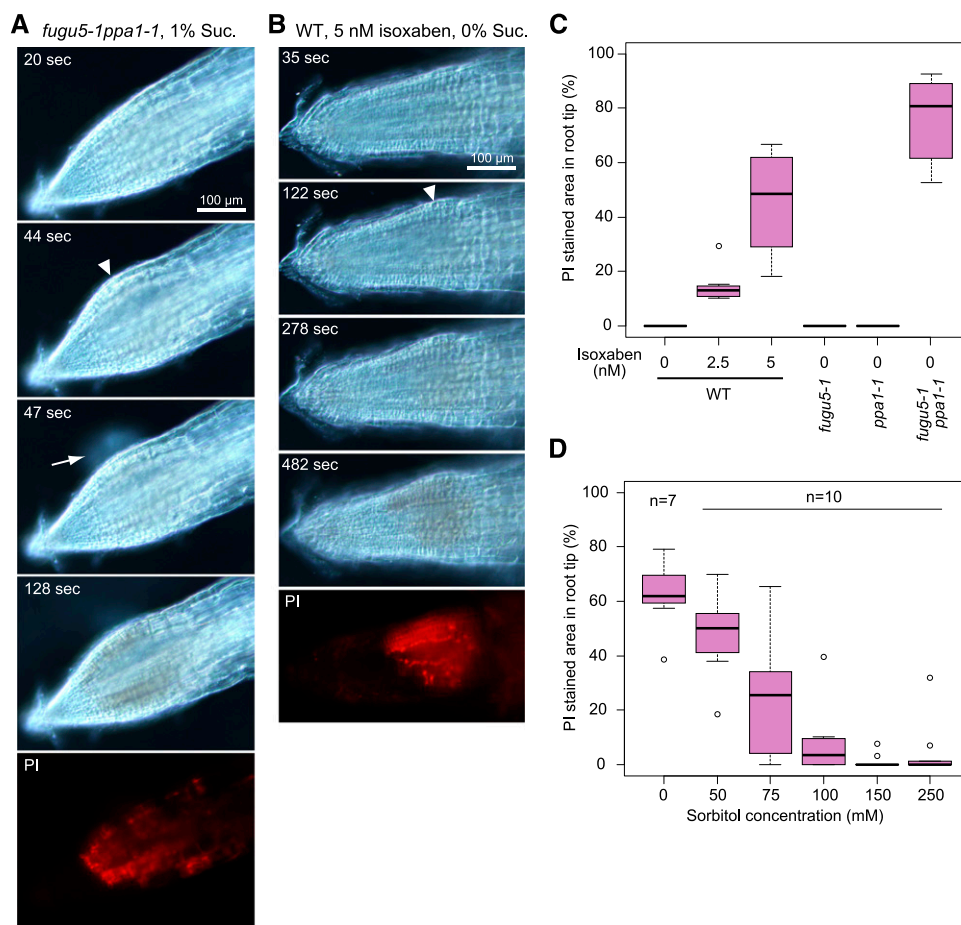 A fugu5-1ppa1-1, 1% Suc.
20 sec
100 µm
44 sec
47 sec
128 sec
PI
B WT, 5 nM isoxaben, 0% Suc.
35 sec
100 µm
122 sec
278 sec
482 sec
PI
C
PI stained area in root tip (%)
100
80
60
40
20
0
Isoxaben (nM)
0 2.5 5 0 0 0
WT
fugu5-1
ppa1-1
fugu5-1
ppa1-1
D
PI stained area in root tip (%)
100
80
60
40
20
0
n=7
n=10
0 50 75 100 150 250
Sorbitol concentration (mM)